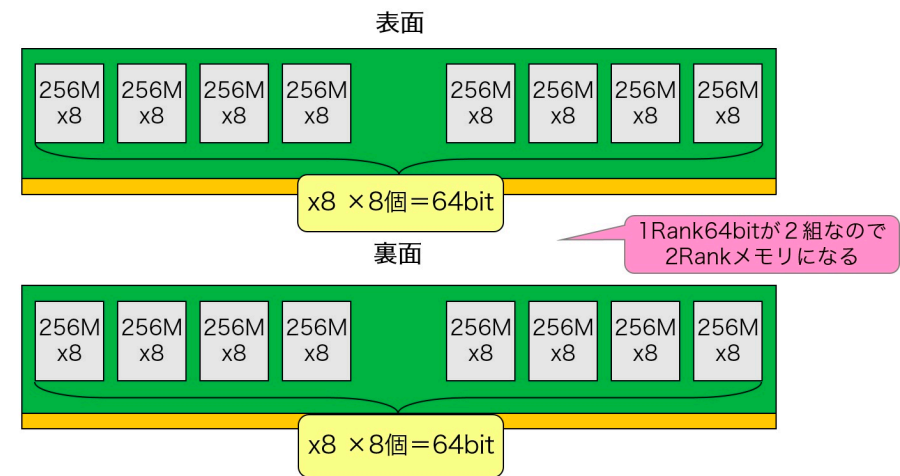 表面
256M 256M 256M 256M 256M 256M 256M 256M
x8 x8 x8 x8 x8 x8 x8 x8
x8 ×8個＝64bit
1Rank64bitが２組なので
2Rankメモリになる
裏面
256M 256M 256M 256M 256M 256M 256M 256M
x8 x8 x8 x8 x8 x8 x8 x8
x8 ×8個＝64bit